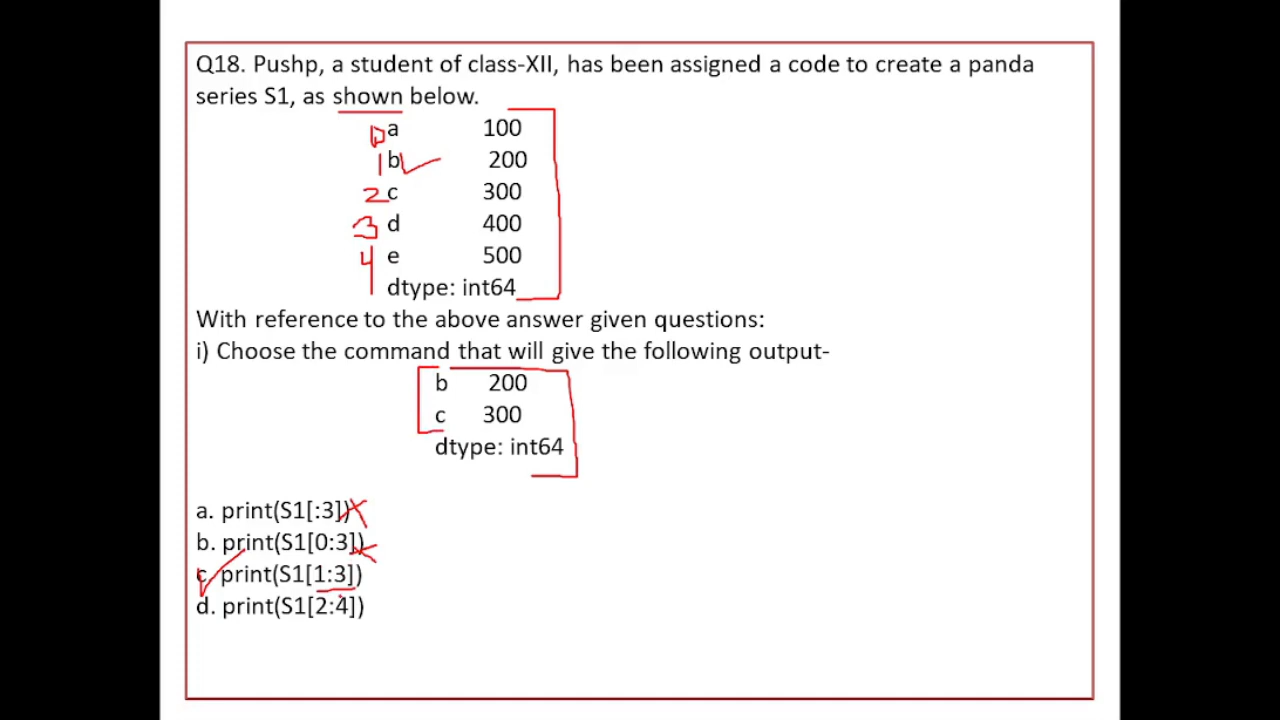 Q18. Pushp, a student of class-XII, has been assigned a code to create a panda
series S1, as shown below.
0 a 100
1 b 200
2 c 300
3 d 400
4 e 500
dtype: int64
With reference to the above answer given questions:
i) Choose the command that will give the following output-
b 200
c 300
dtype: int64
a. print(S1[:3])
b. print(S1[0:3])
c. print(S1[1:3])
d. print(S1[2:4])